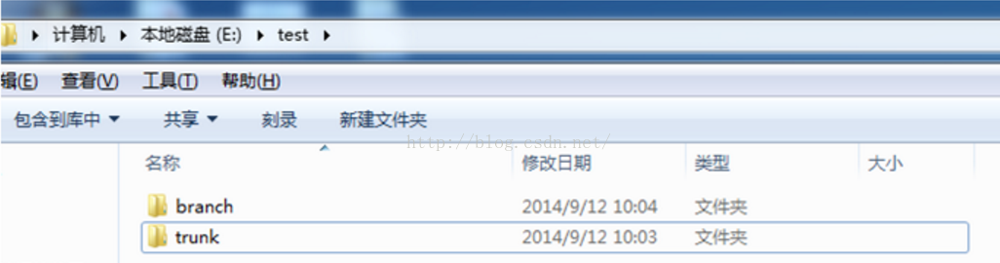 计算机 本地磁盘 (E:) test
辑(E) 查看(V) 工具(T) 帮助(H)
包含到库中 共享 刻录 新建文件夹
http://blog.csdn.net/
名称 修改日期 类型 大小
branch 2014/9/12 10:04 文件夹
trunk 2014/9/12 10:03 文件夹